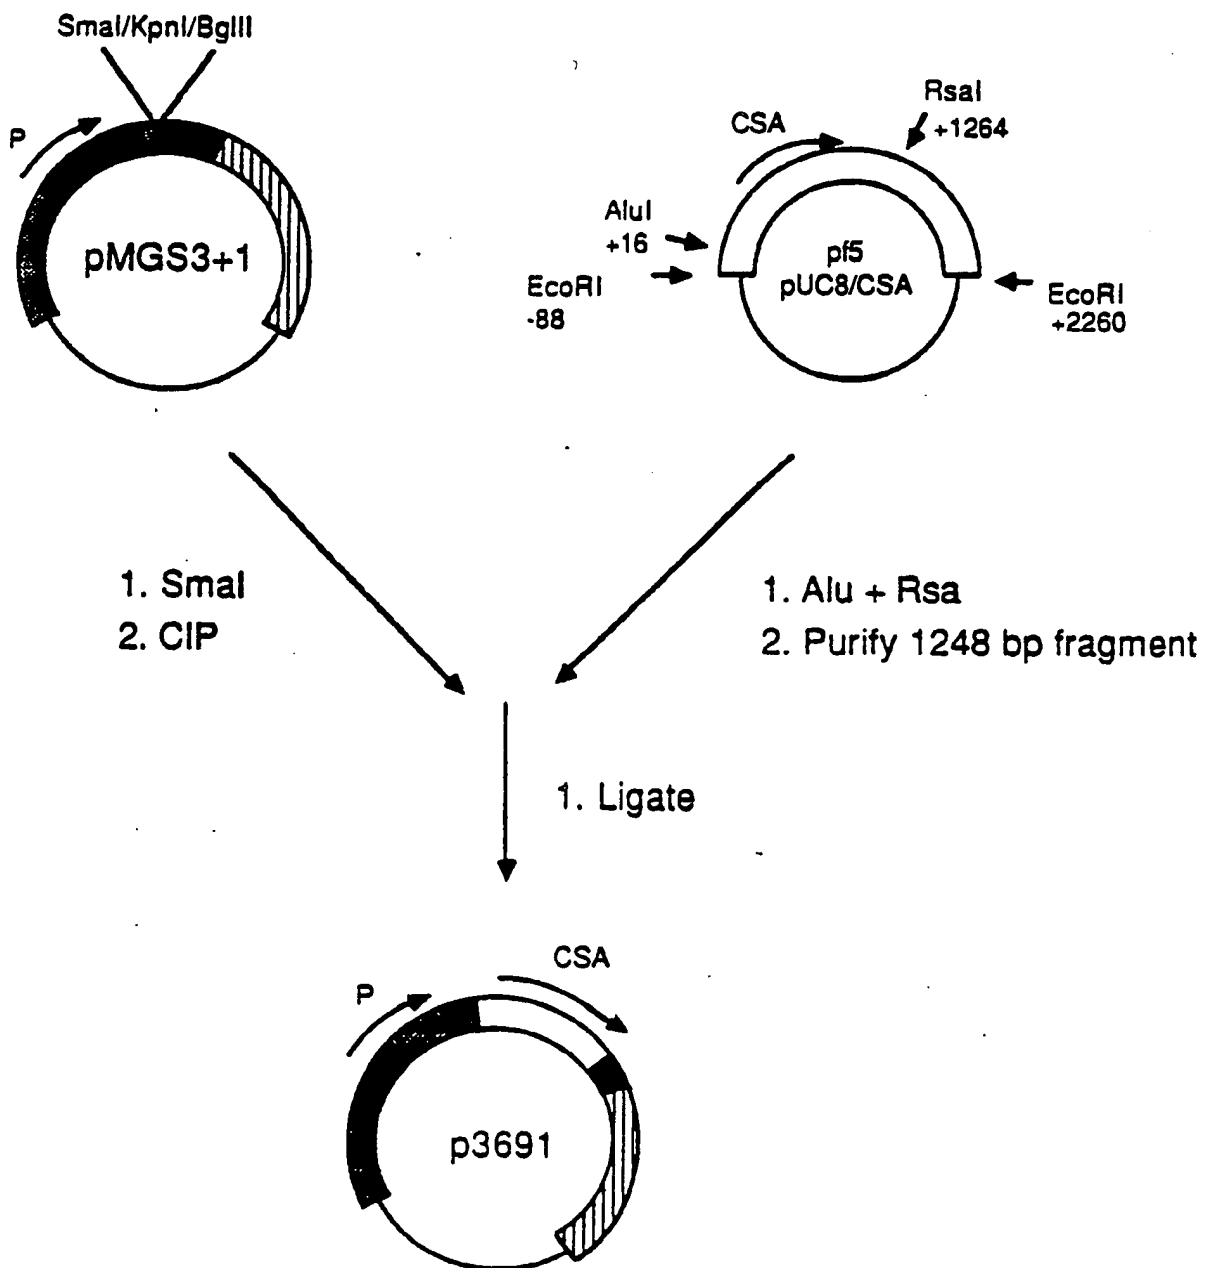 SmaI/KpnI/BglII
P
pMGS3+1
CSA
RsaI
+1264
AluI
+16
EcoRI
-88
pf5
pUC8/CSA
EcoRI
+2260
1. SmaI
2. CIP
1. Alu + Rsa
2. Purify 1248 bp fragment
1. Ligate
P
CSA
p3691